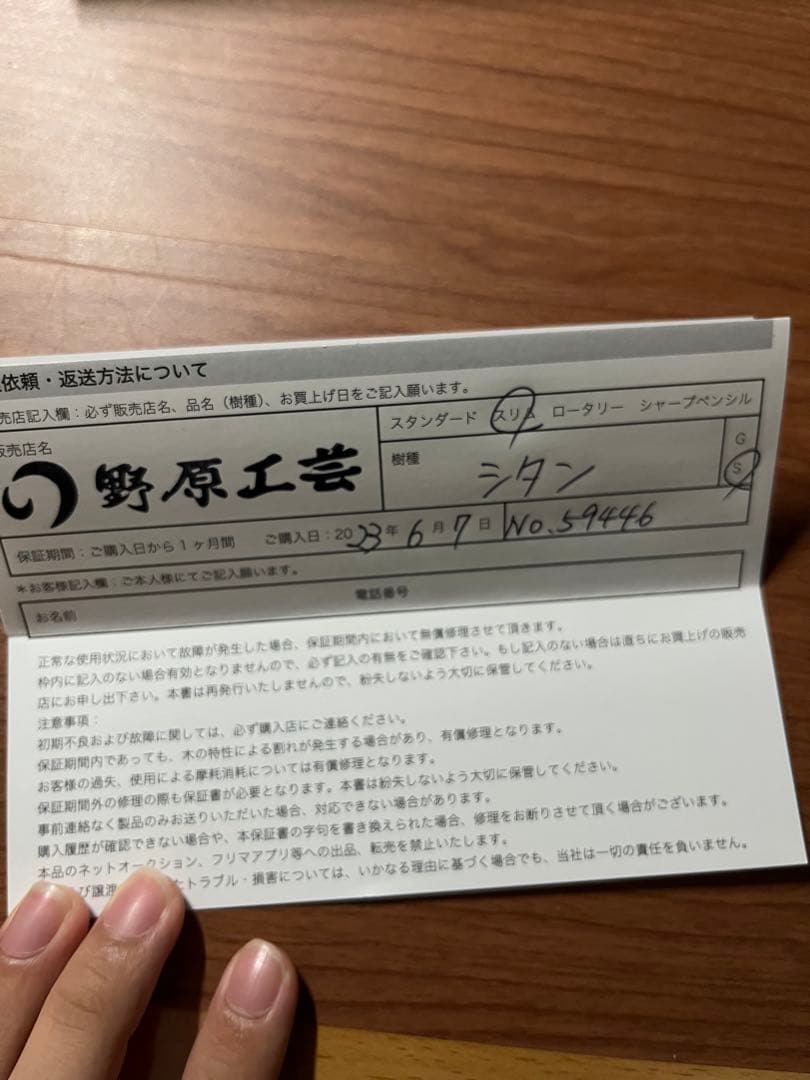 依頼・返送方法について
売店記入欄：必ず販売店名、品名（樹種）、お買上げ日をご記入願います。
販売店名
野原工芸
スタンダード スリム ロータリー シャープペンシル
樹種
シタン
G
S
保証期間：ご購入日から1ヶ月間 ご購入日：2023年6月7日 No.59446
＊お客様記入欄：ご本人様にてご記入願います。
お名前 電話番号
正常な使用状況において故障が発生した場合、保証期間内において無償修理させて頂きます。
枠内に記入のない場合有効となりませんので、必ず記入の有無をご確認下さい。もし記入のない場合は直ちにお買上げの販売
店にお申し出下さい。本書は再発行いたしませんので、紛失しないよう大切に保管してください。
注意事項：
初期不良および故障に関しては、必ず購入店にご連絡ください。
保証期間内であっても、木の特性による割れが発生する場合があり、有償修理となります。
お客様の過失、使用による摩耗消耗については有償修理となります。
保証期間外の修理の際も保証書が必要となります。本書は紛失しないよう大切に保管してください。
事前連絡なく製品のみお送りいただいた場合、対応できない場合があります。
購入履歴が確認できない場合や、本保証書の字句を書き換えられた場合、修理をお断りさせて頂く場合がございます。
本品のネットオークション、フリマアプリ等への出品、転売を禁止いたします。
び譲渡 たトラブル・損害については、いかなる理由に基づく場合でも、当社は一切の責任を負いません。